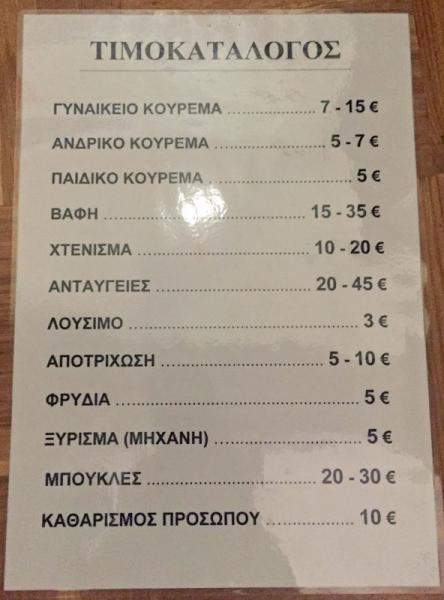 ΤΙΜΟΚΑΤΑΛΟΓΟΣ
ΓΥΝΑΙΚΕΙΟ ΚΟΥΡΕΜΑ ........................ 7 - 15 €
ΑΝΔΡΙΚΟ ΚΟΥΡΕΜΑ .............................. 5 - 7 €
ΠΑΙΔΙΚΟ ΚΟΥΡΕΜΑ ....................................... 5 €
ΒΑΦΗ ...................................................... 15 - 35 €
ΧΤΕΝΙΣΜΑ ............................................. 10 - 20 €
ΑΝΤΑΥΓΕΙΕΣ .......................................... 20 - 45 €
ΛΟΥΣΙΜΟ ........................................................ 3 €
ΑΠΟΤΡΙΧΩΣΗ .......................................... 5 - 10 €
ΦΡΥΔΙΑ ............................................................ 5 €
ΞΥΡΙΣΜΑ (ΜΗΧΑΝΗ) ..................................... 5 €
ΜΠΟΥΚΛΕΣ ............................................ 20 - 30 €
ΚΑΘΑΡΙΣΜΟΣ ΠΡΟΣΩΠΟΥ ...................... 10 €